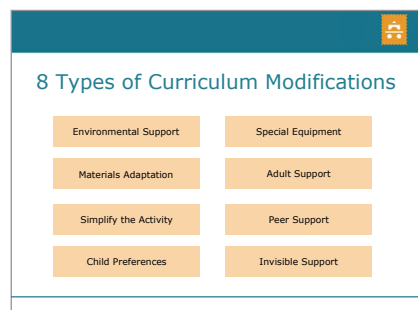 8 Types of Curriculum Modifications
Environmental Support
Special Equipment
Materials Adaptation
Adult Support
Simplify the Activity
Peer Support
Child Preferences
Invisible Support